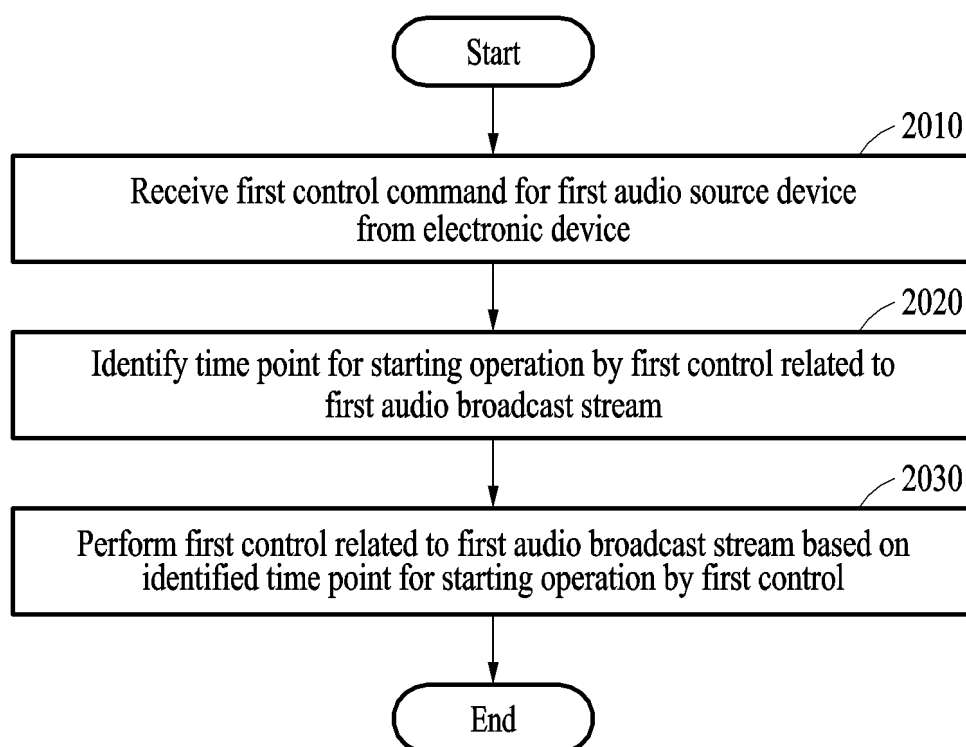 Start
2010
Receive first control command for first audio source device
from electronic device
2020
Identify time point for starting operation by first control related to
first audio broadcast stream
2030
Perform first control related to first audio broadcast stream based on
identified time point for starting operation by first control
End